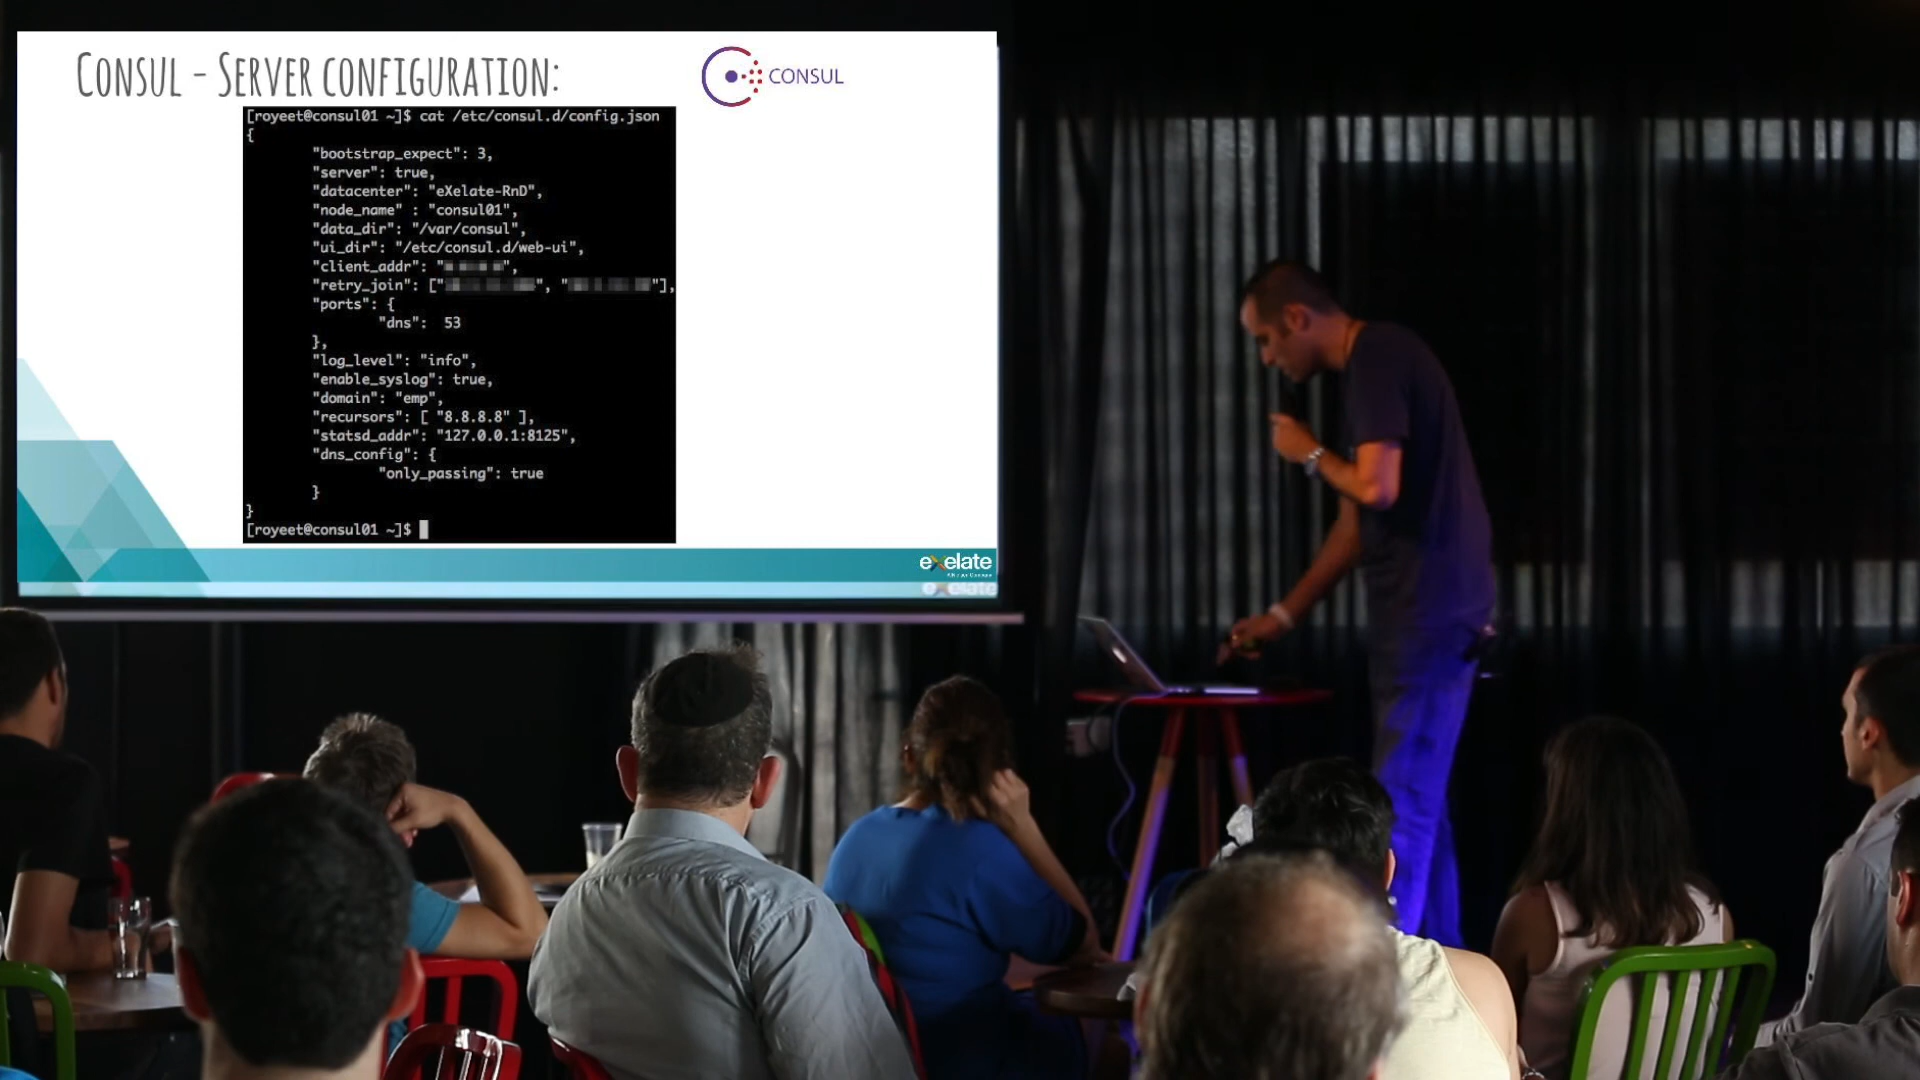 CONSUL - SERVER CONFIGURATION:
CONSUL
[royeet@consul01 ~]$ cat /etc/consul.d/config.json
{
"bootstrap_expect": 3,
"server": true,
"datacenter": "eXelate-RnD",
"node_name" : "consul01",
"data_dir": "/var/consul",
"ui_dir": "/etc/consul.d/web-ui",
"client_addr": "",
"retry_join": ["", ""],
"ports": {
"dns": 53
},
"log_level": "info",
"enable_syslog": true,
"domain": "emp",
"recursors": [ "8.8.8.8" ],
"statsd_addr": "127.0.0.1:8125",
"dns_config": {
"only_passing": true
}
}
[royeet@consul01 ~]$
eXelate
eXelate